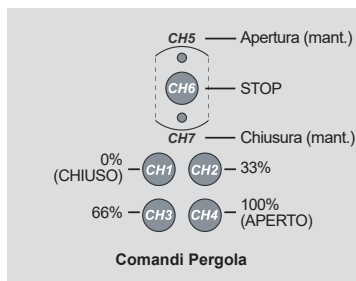 CH5 Apertura (mant.)
CH6 STOP
CH7 Chiusura (mant.)
0%
(CHIUSO) CH1 CH2 33%
66% CH3 CH4 100%
(APERTO)
Comandi Pergola